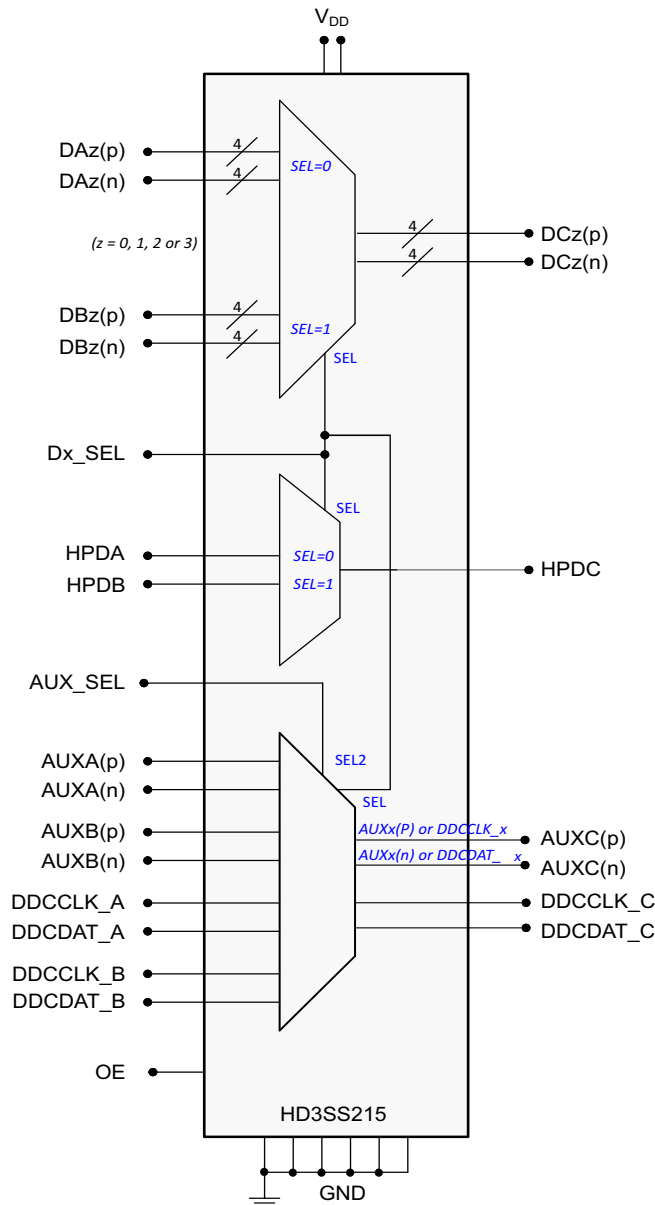 VDD
DAz(p)
4
SEL=0
DAz(n)
4
4
DCz(p)
(z = 0, 1, 2 or 3)
4
DCz(n)
DBz(p)
4
SEL=1
DBz(n)
4
SEL
Dx_SEL
SEL
HPDA
SEL=0
HPDC
HPDB
SEL=1
AUX_SEL
AUXA(p)
SEL2
AUXA(n)
SEL
AUXB(p)
AUXx(P) or DDCCLK_x
AUXC(p)
AUXB(n)
AUXx(n) or DDCDAT_ x
AUXC(n)
DDCCLK_A
DDCCLK_C
DDCDAT_A
DDCDAT_C
DDCCLK_B
DDCDAT_B
OE
HD3SS215
GND